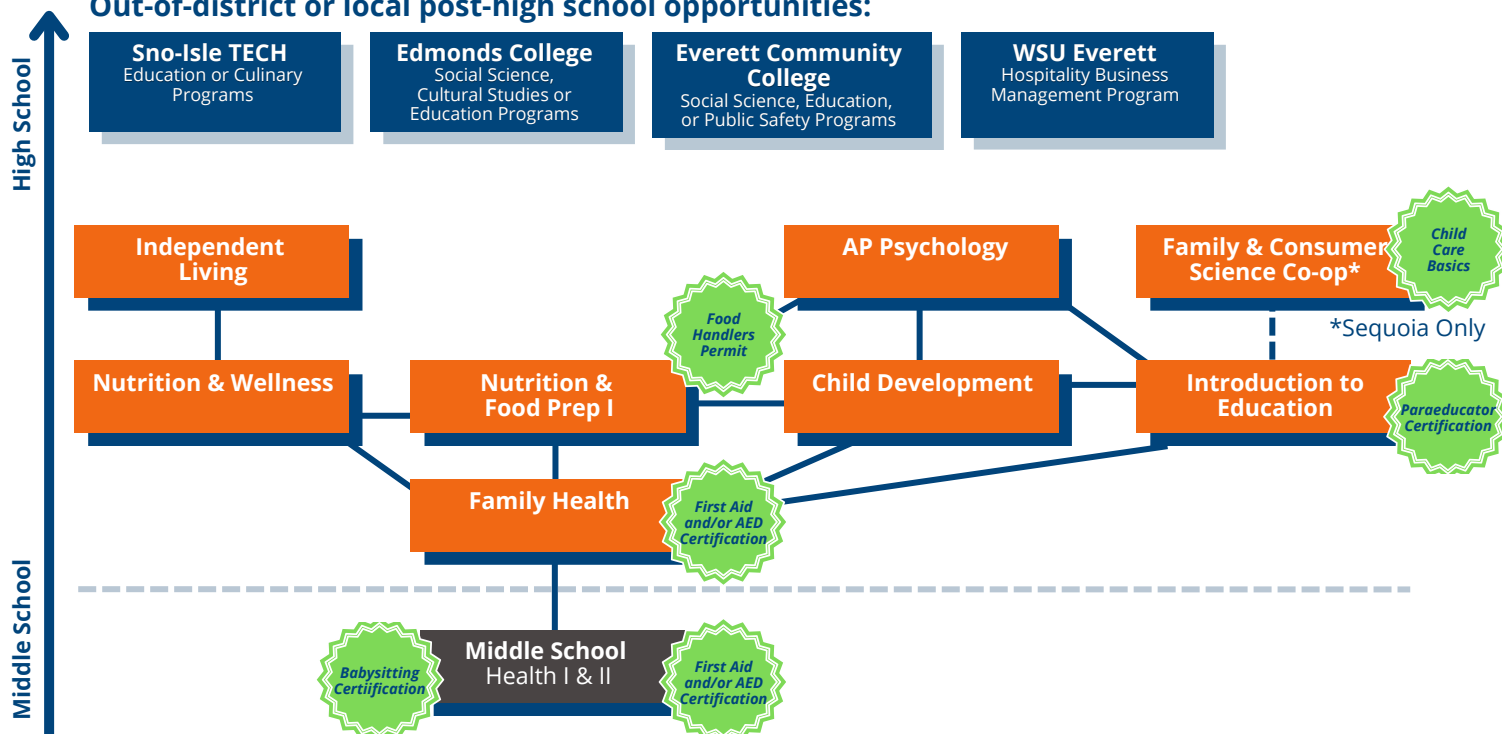 Out-of-district or local post-high school opportunities:
High School
Sno-Isle TECH
Education or Culinary
Programs
Edmonds College
Social Science,
Cultural Studies or
Education Programs
Everett Community
College
Social Science, Education,
or Public Safety Programs
WSU Everett
Hospitality Business
Management Program
Independent
Living
AP Psychology
Family & Consumer
Science Co-op*
Child
Care
Basics
*Sequoia Only
Food
Handlers
Permit
Nutrition & Wellness
Nutrition &
Food Prep I
Child Development
Introduction to
Education
Paraeducator
Certification
Family Health
First Aid
and/or AED
Certification
Middle School
Babysitting
Certiification
Middle School
Health I & II
First Aid
and/or AED
Certification